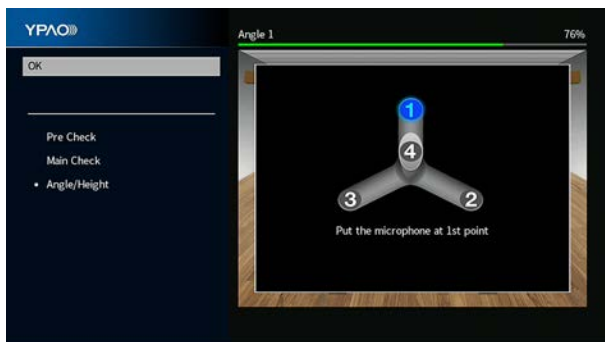 YPAO
Angle 1 76%
OK
Pre Check
Main Check
• Angle/Height
1
4
3 2
Put the microphone at 1st point